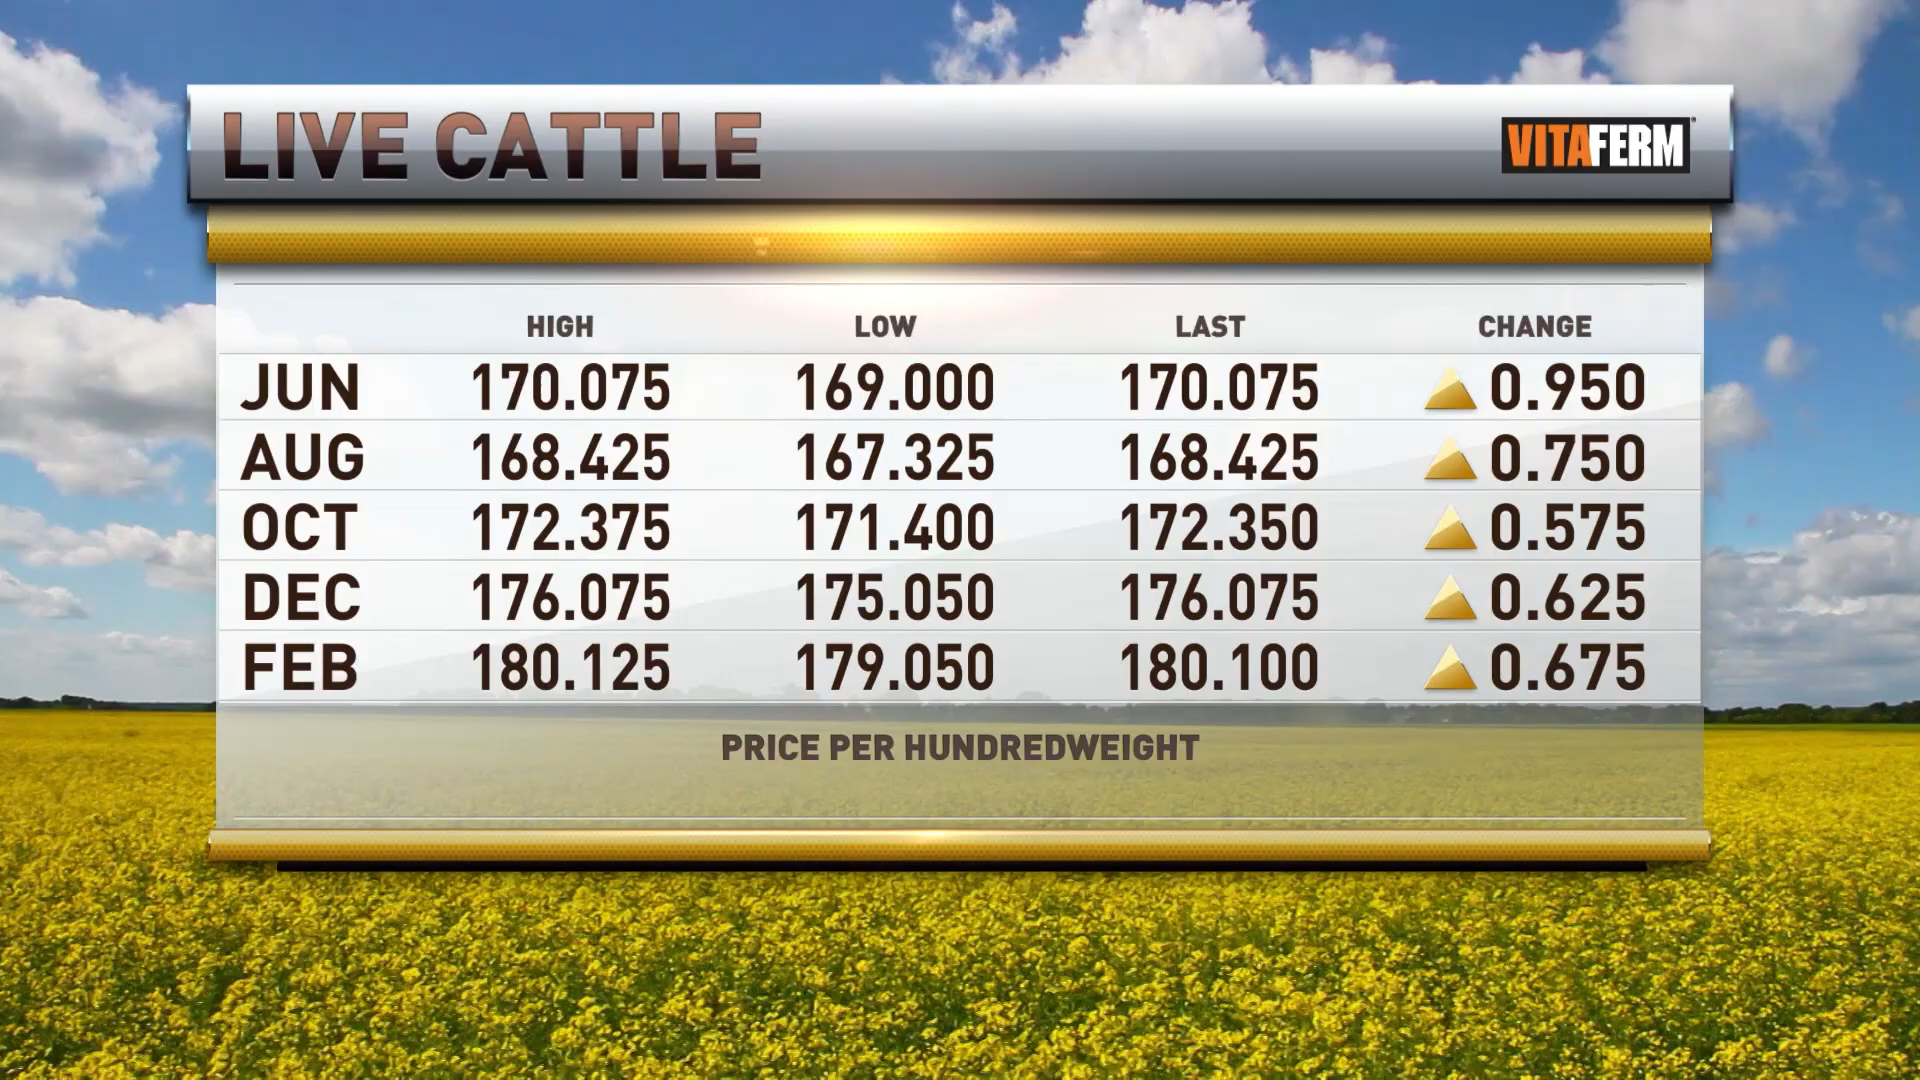 LIVE CATTLE VITAFERM®
HIGH LOW LAST CHANGE
JUN 170.075 169.000 170.075 0.950
AUG 168.425 167.325 168.425 0.750
OCT 172.375 171.400 172.350 0.575
DEC 176.075 175.050 176.075 0.625
FEB 180.125 179.050 180.100 0.675
PRICE PER HUNDREDWEIGHT